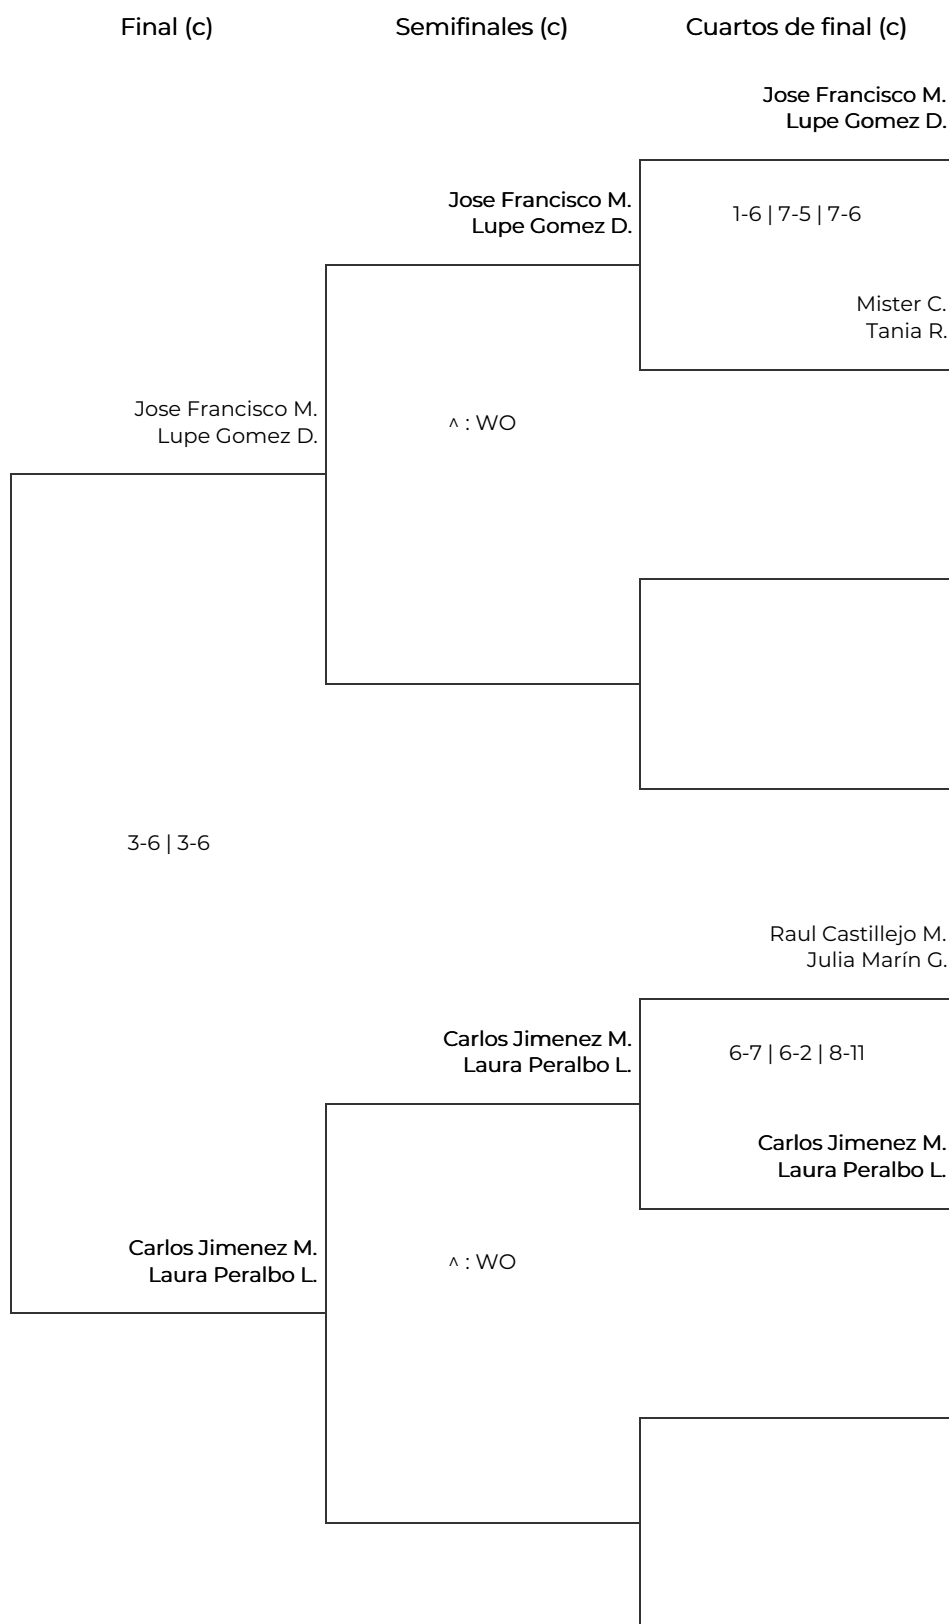 Final (c)
Semifinales (c)
Cuartos de final (c)
Jose Francisco M.
Lupe Gomez D.
Jose Francisco M.
Lupe Gomez D.
1-6 | 7-5 | 7-6
Mister C.
Tania R.
Jose Francisco M.
Lupe Gomez D.
^ : WO
3-6 | 3-6
Raul Castillejo M.
Julia Marín G.
Carlos Jimenez M.
Laura Peralbo L.
6-7 | 6-2 | 8-11
Carlos Jimenez M.
Laura Peralbo L.
Carlos Jimenez M.
Laura Peralbo L.
^ : WO